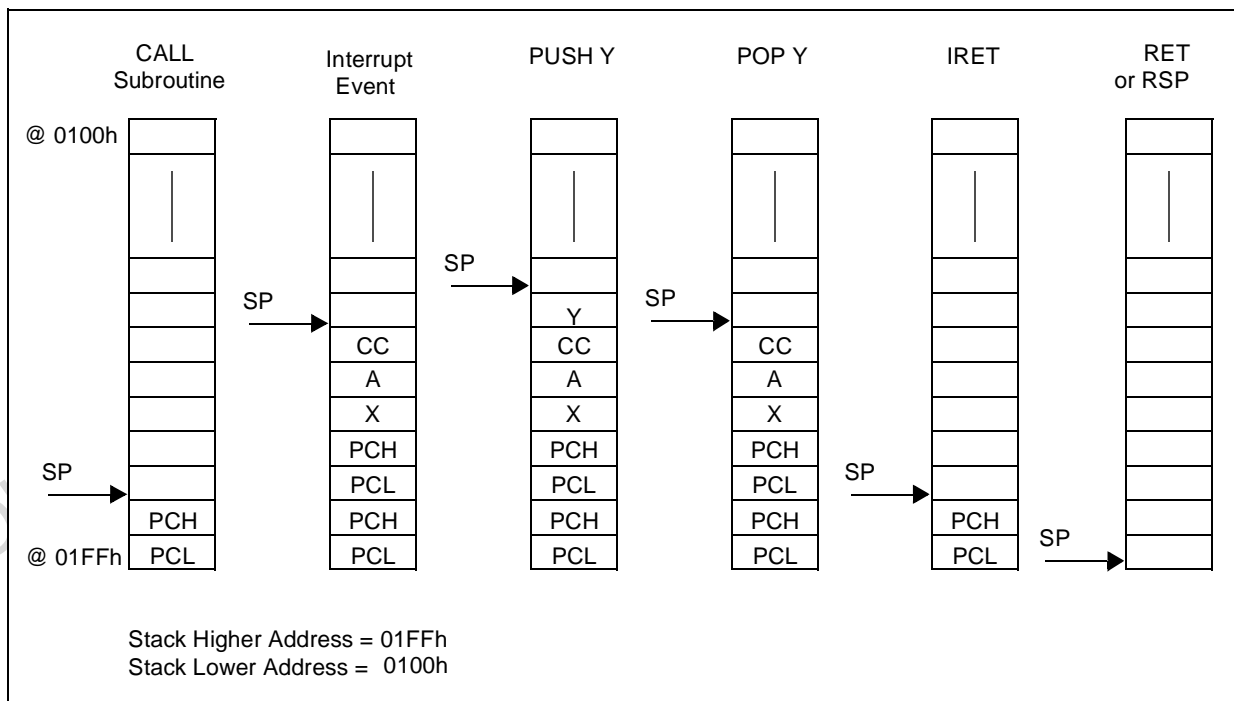 CALL
Subroutine
Interrupt
Event
PUSH Y
POP Y
IRET
RET
or RSP
@ 0100h
SP
SP
SP
Y
CC
CC
CC
A
A
A
X
X
X
PCH
PCH
PCH
SP
PCL
PCL
PCL
SP
PCH
PCH
PCH
PCH
PCH
SP
@ 01FFh
PCL
PCL
PCL
PCL
PCL
Stack Higher Address = 01FFh
Stack Lower Address = 0100h